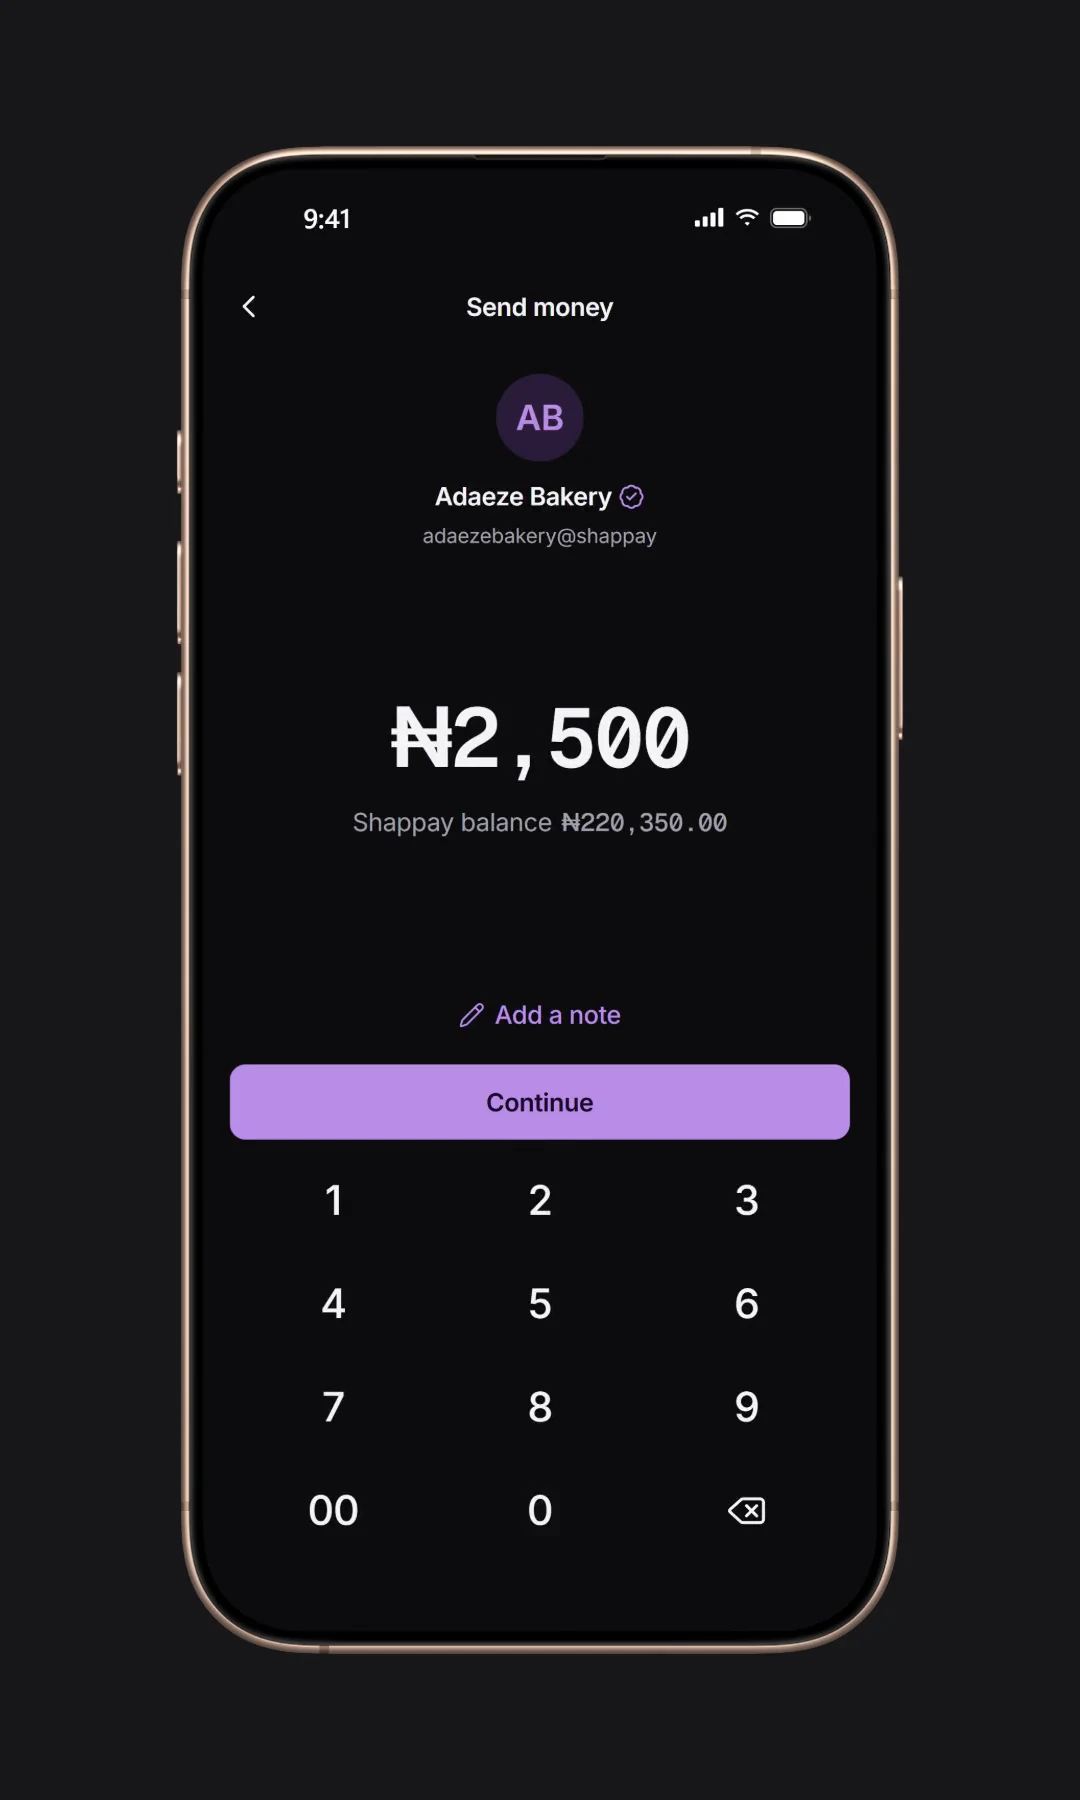 9:41
Send money
AB
Adaeze Bakery
adaezebakery@shappay
₦2,500
Shappay balance ₦220,350.00
Add a note
Continue
1 2 3
4 5 6
7 8 9
00 0